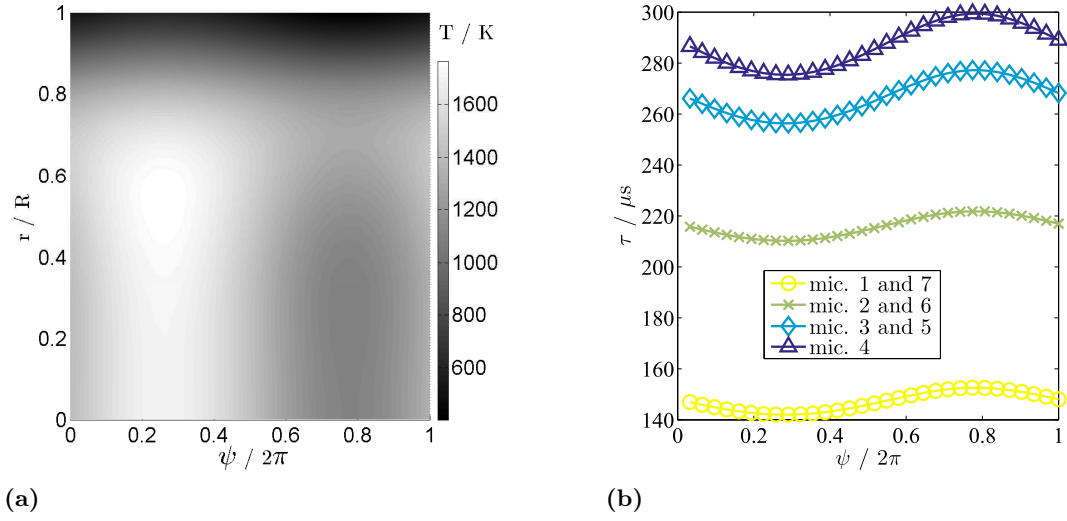 T / K
1600
1400
1200
1000
800
600
1
0.8
0.6
0.4
0.2
0
r / R
0 0.2 0.4 0.6 0.8 1
ψ / 2π
(a)
300
280
260
240
220
200
180
160
140
τ / μs
mic. 1 and 7
mic. 2 and 6
mic. 3 and 5
mic. 4
0 0.2 0.4 0.6 0.8 1
ψ / 2π
(b)